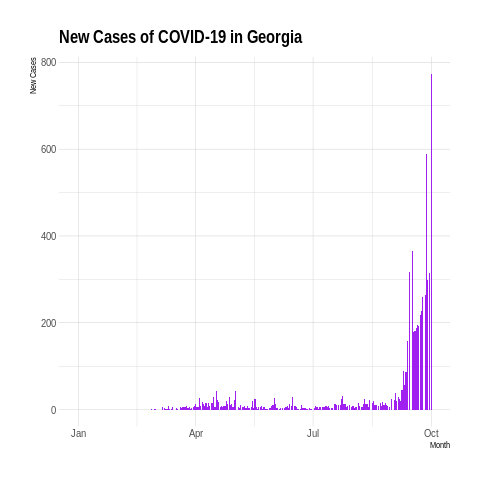 New Cases of COVID-19 in Georgia
New Cases
800
600
400
200
0
Jan Apr Jul Oct
Month